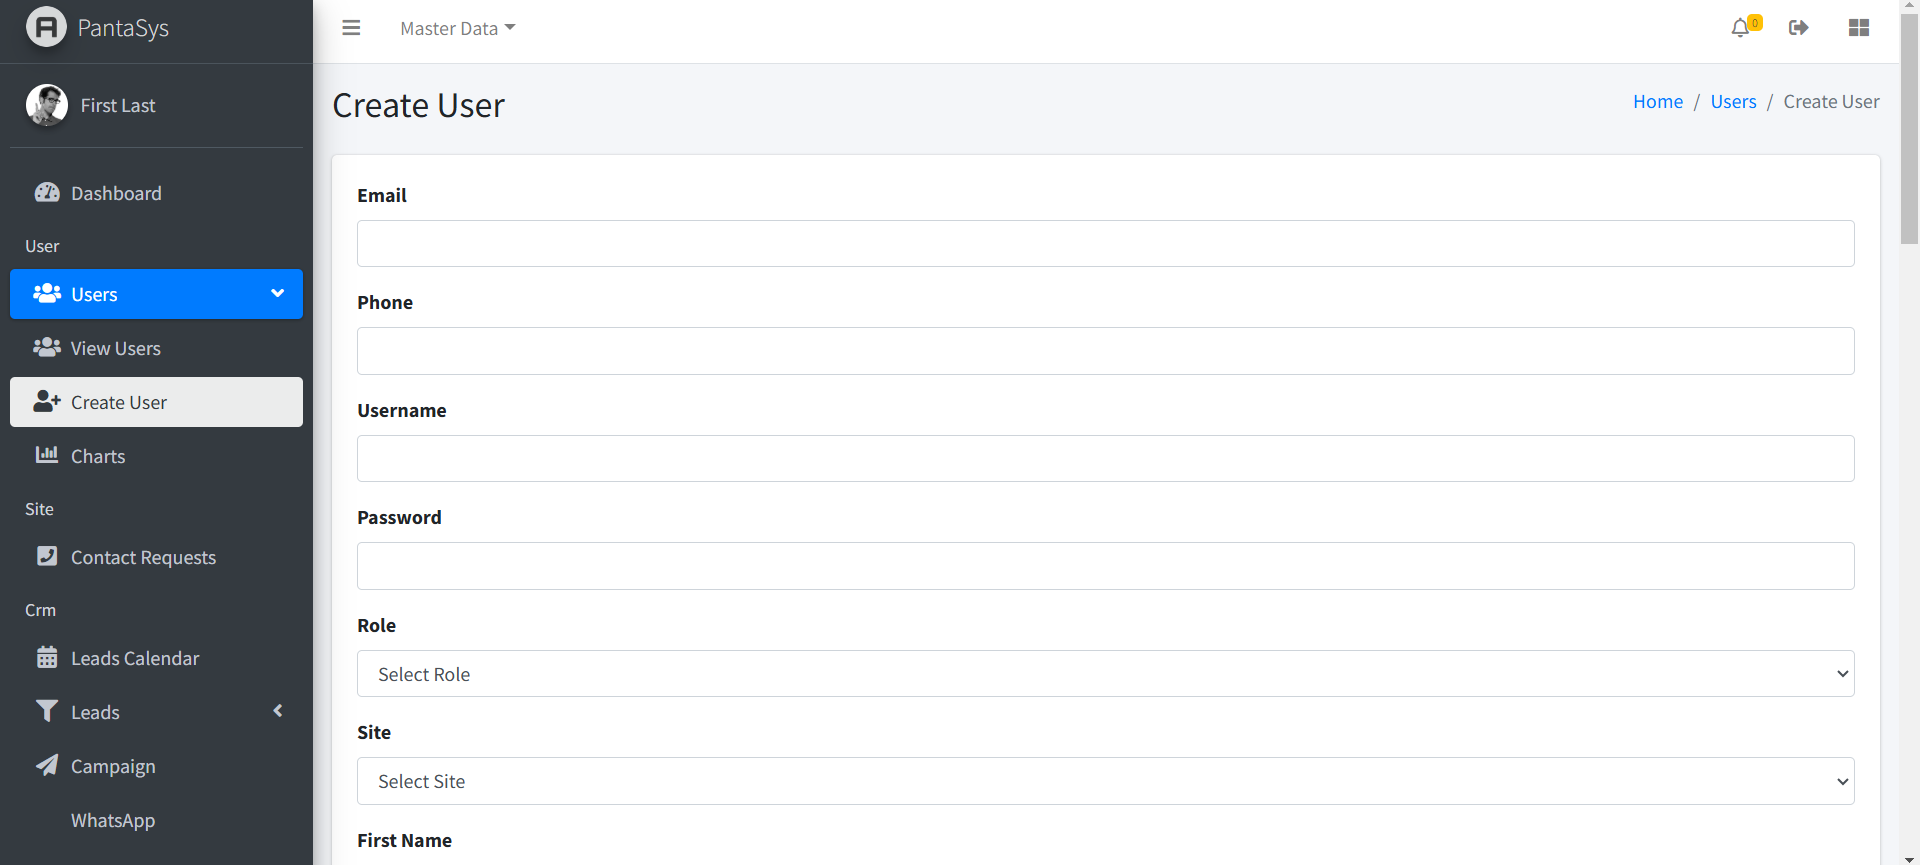 PantaSys
Master Data
0
First Last
Create User
Home / Users / Create User
Dashboard
User
Users
View Users
Create User
Charts
Site
Contact Requests
Crm
Leads Calendar
Leads
Campaign
WhatsApp
Email
Phone
Username
Password
Role
Select Role
Site
Select Site
First Name